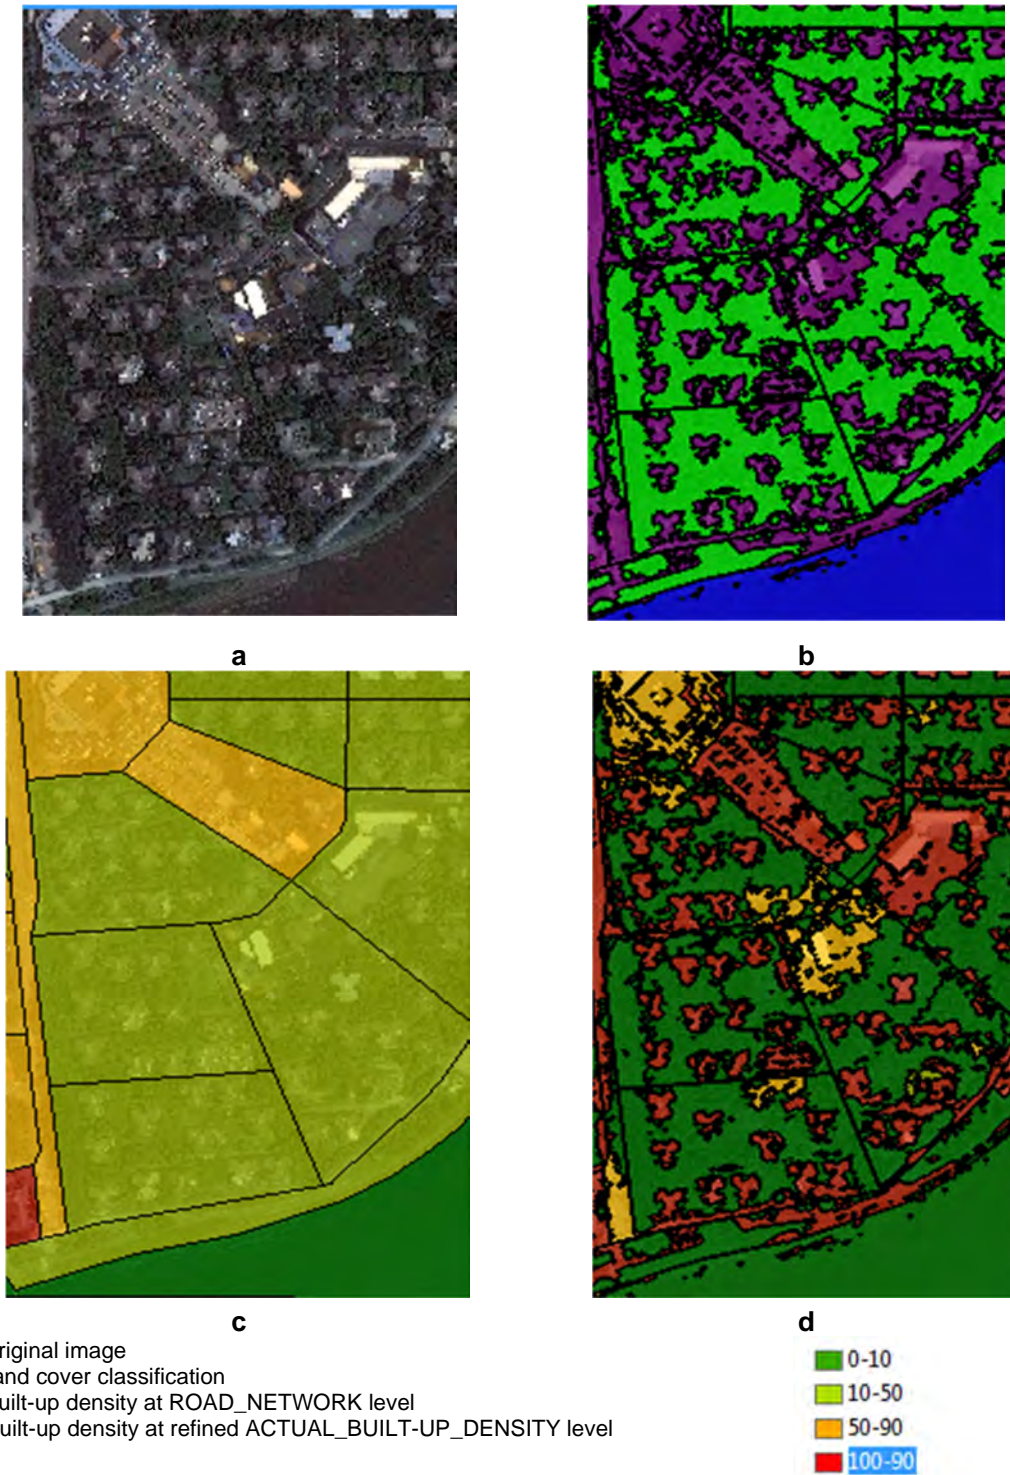 a
b
c
d
riginal image
and cover classification
uilt-up density at ROAD_NETWORK level
uilt-up density at refined ACTUAL_BUILT-UP_DENSITY level
0-10
10-50
50-90
100-90